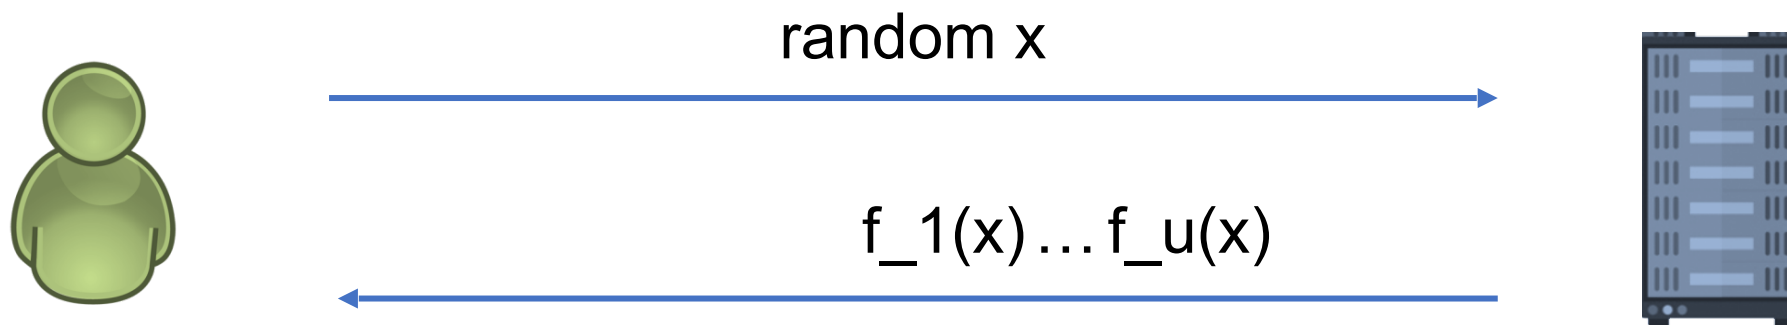 random x
f_1(x) … f_u(x)